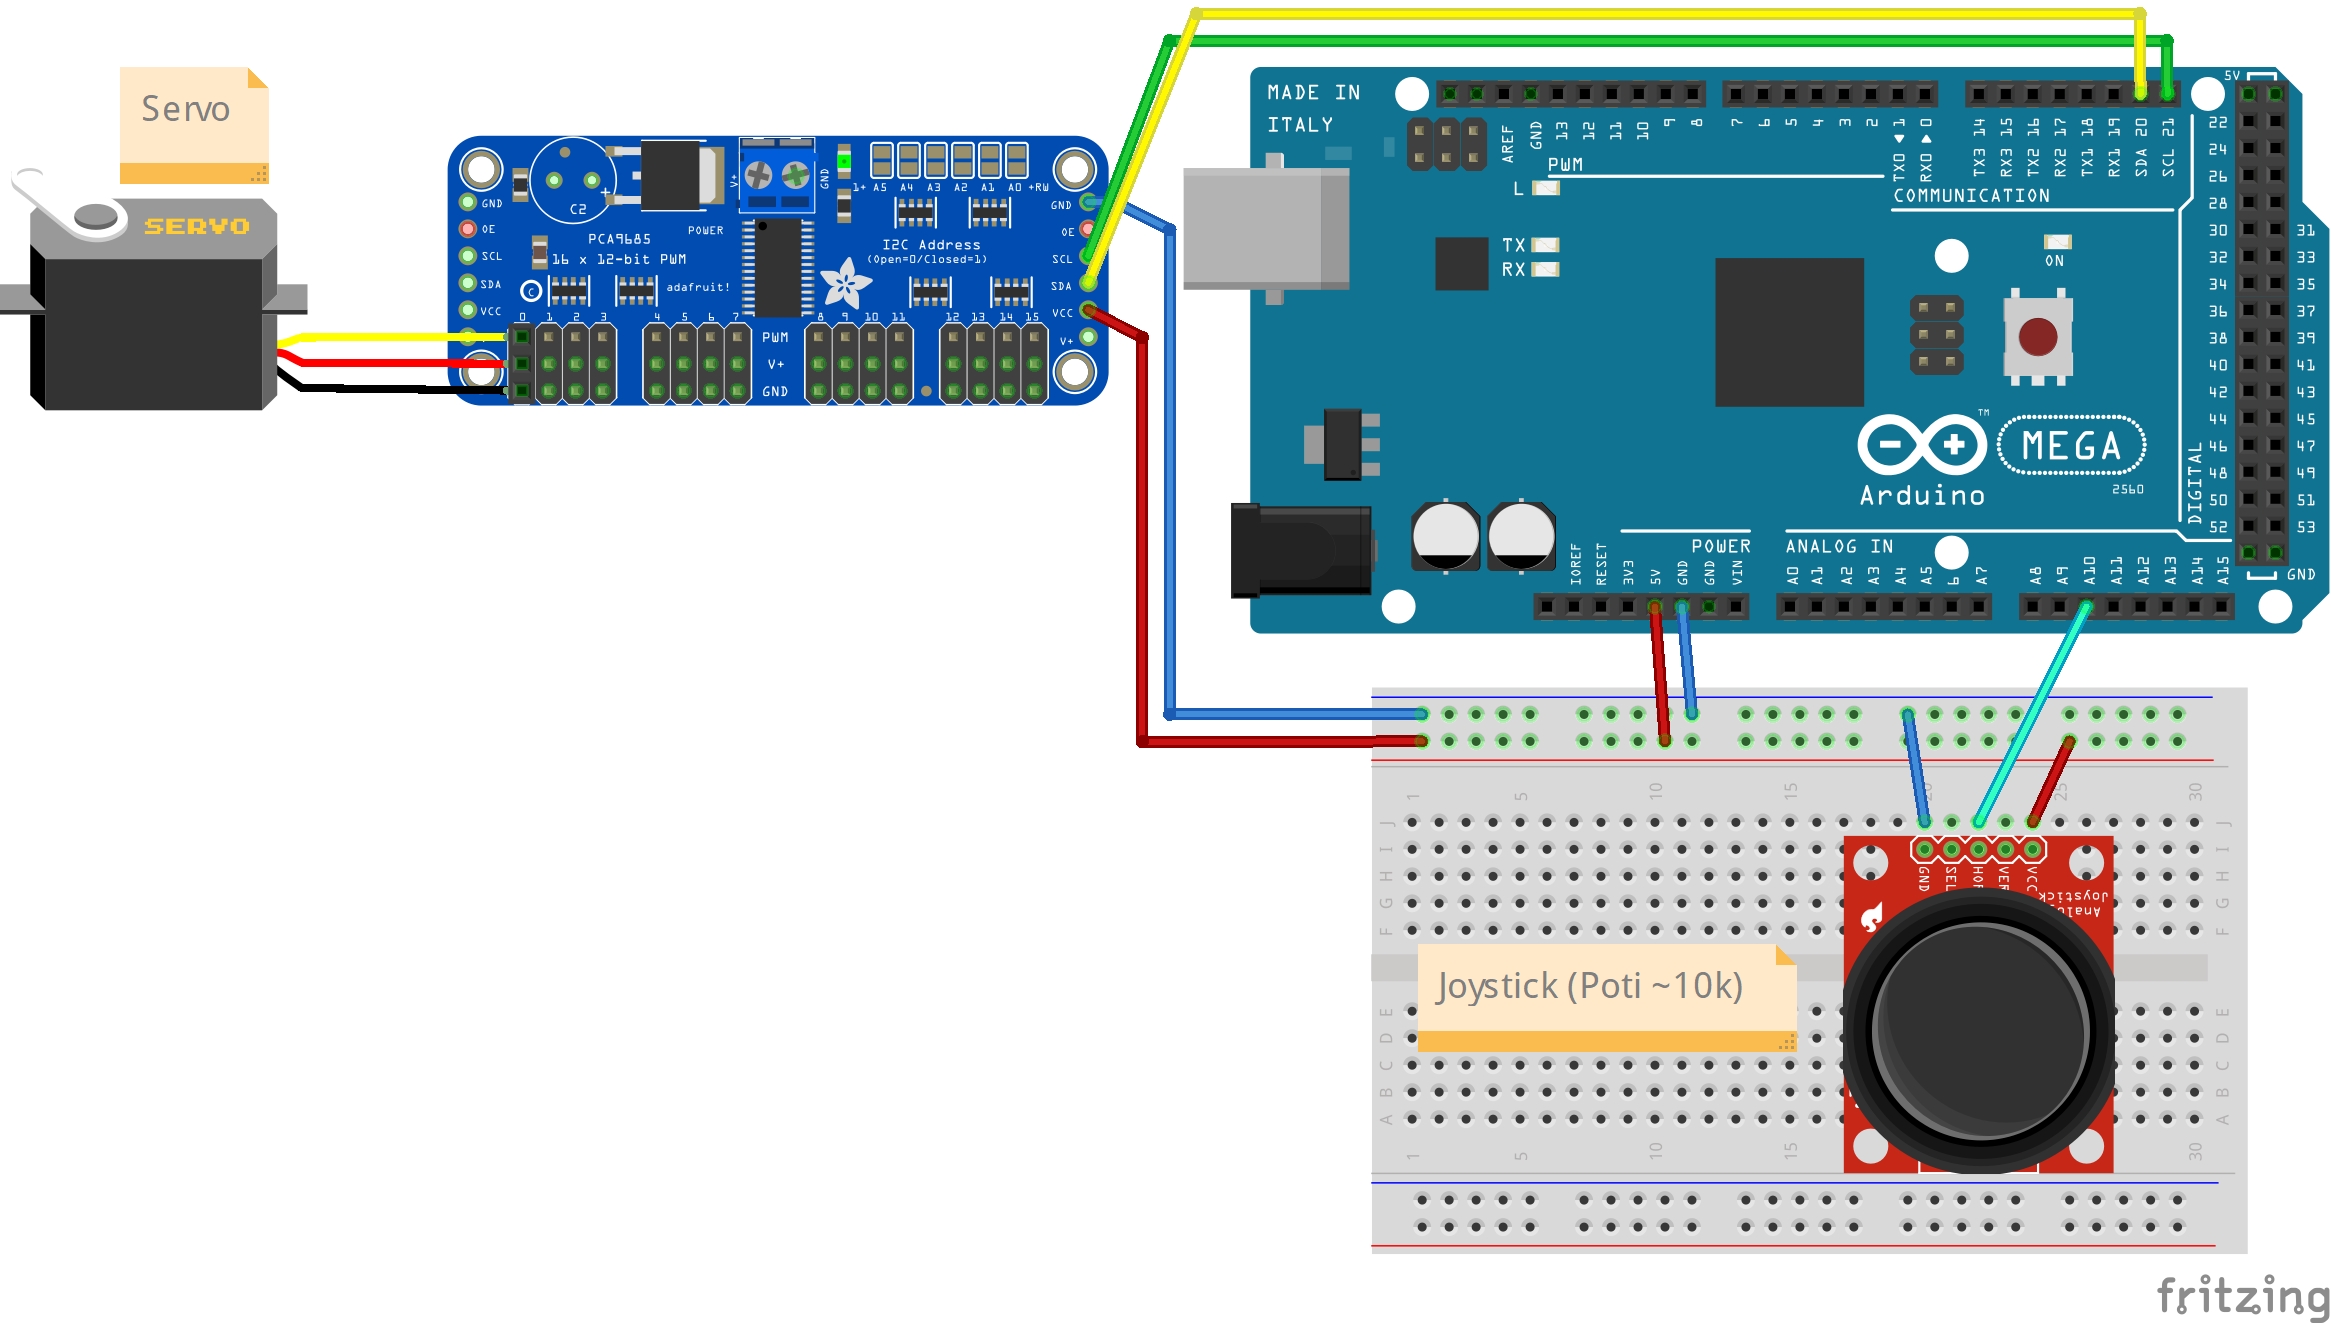 Servo
SERVO
C2
PCA9685
16 x 12-bit PWM
POWER
adafruit!
V+
GND
1+ A5 A4 A3 A2 A1 A0 +RW
I2C Address
(Open=0/Closed=1)
GND
OE
SCL
SDA
VCC
GND
OE
SCL
SDA
VCC
V+
0 1 2 3 4 5 6 7 8 9 10 11 12 13 14 15
PWM
V+
GND
MADE IN
ITALY
AREF
GND
13
12
11
10
9
8
7
6
5
4
3
2
TX0 ◀ 1
RX0 ▶ 0
TX3 14
RX3 15
TX2 16
RX2 17
TX1 18
RX1 19
SDA 20
SCL 21
PWM
COMMUNICATION
L
TX
RX
ON
5V
22
24
26
28
30 31
32 33
34 35
36 37
38 39
40 41
42 43
44 45
46 47
48 49
50 51
52 53
GND
DIGITAL
Arduino
™
MEGA
2560
POWER
ANALOG IN
IOREF
RESET
3V3
5V
GND
GND
VIN
A0
A1
A2
A3
A4
A5
6
A7
A8
A9
A10
A11
A12
A13
A14
A15
1 5 10 15 20 25 30
J J
I I
H H
G G
F F
E E
D D
C C
B B
A A
1 5 10 15 30
GND
SEL
VCC
Joystick
Joystick (Poti ~10k)
fritzing